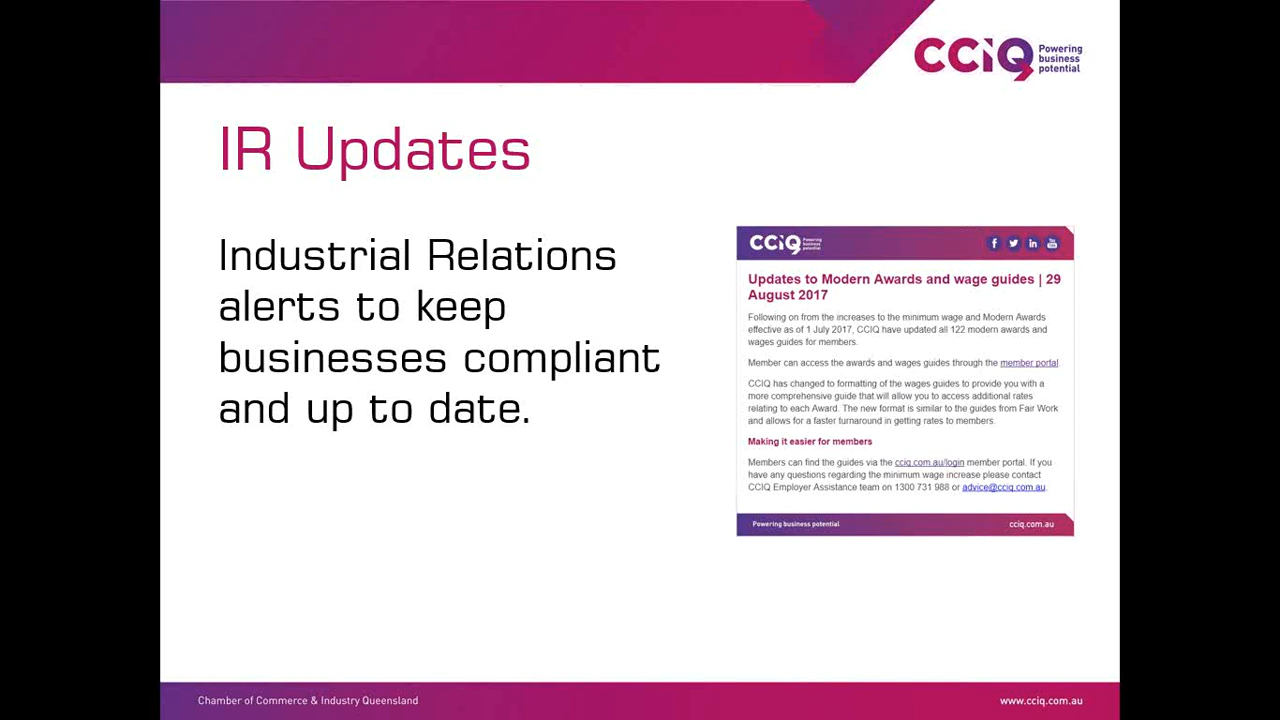 CCIQ Powering
business
potential
IR Updates
Industrial Relations
alerts to keep
businesses compliant
and up to date.
CCIQ Powering
business
potential
Updates to Modern Awards and wage guides | 29
August 2017
Following on from the increases to the minimum wage and Modern Awards
effective as of 1 July 2017, CCIQ have updated all 122 modern awards and
wages guides for members.
Member can access the awards and wages guides through the member portal.
CCIQ has changed to formatting of the wages guides to provide you with a
more comprehensive guide that will allow you to access additional rates
relating to each Award. The new format is similar to the guides from Fair Work
and allows for a faster turnaround in getting rates to members.
Making it easier for members
Members can find the guides via the cciq.com.au/login member portal. If you
have any questions regarding the minimum wage increase please contact
CCIQ Employer Assistance team on 1300 731 988 or advice@cciq.com.au.
Powering business potential cciq.com.au
Chamber of Commerce & Industry Queensland www.cciq.com.au